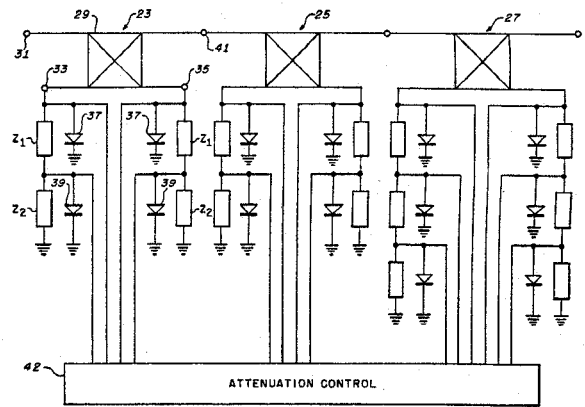 29 23 25 27
31 41
33 35
37 37
Z1 Z1
39 39
Z2 Z2
42 ATTENUATION CONTROL